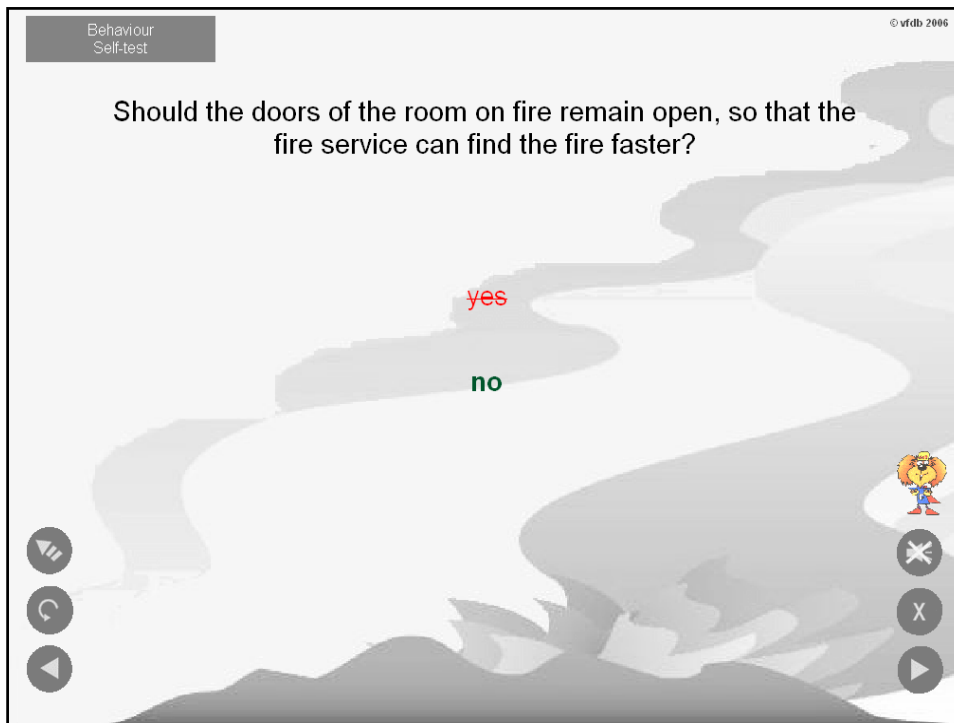 Behaviour
Self-test
© vfdb 2006
Should the doors of the room on fire remain open, so that the
fire service can find the fire faster?
yes
no
X